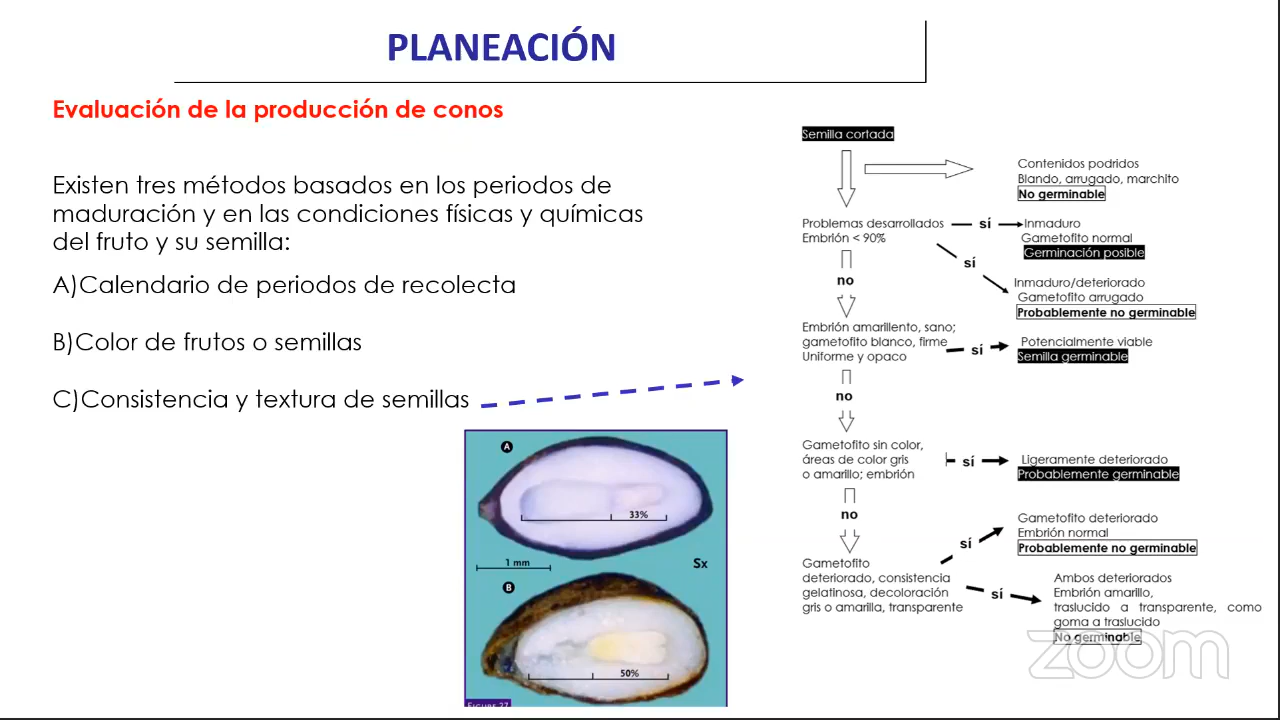 PLANEACIÓN
Evaluación de la producción de conos
Existen tres métodos basados en los periodos de
maduración y en las condiciones físicas y químicas
del fruto y su semilla:
A)Calendario de periodos de recolecta
B)Color de frutos o semillas
C)Consistencia y textura de semillas
A
33%
1 mm
Sx
B
50%
FIGURE 27
Semilla cortada
Contenidos podridos
Blando, arrugado, marchito
No germinable
Problemas desarrollados
Embrión < 90%
sí
Inmaduro
Gametofito normal
Germinación posible
sí
Inmaduro/deteriorado
Gametofito arrugado
Probablemente no germinable
no
Embrión amarillento, sano;
gametofito blanco, firme
Uniforme y opaco
sí
Potencialmente viable
Semilla germinable
no
Gametofito sin color,
áreas de color gris
o amarillo; embrión
sí
Ligeramente deteriorado
Probablemente germinable
no
Gametofito
deteriorado, consistencia
gelatinosa, decoloración
gris o amarilla, transparente
sí
Gametofito deteriorado
Embrión normal
Probablemente no germinable
sí
Ambos deteriorados
Embrión amarillo,
traslucido a transparente, como
goma a traslucido
No germinable
zoom